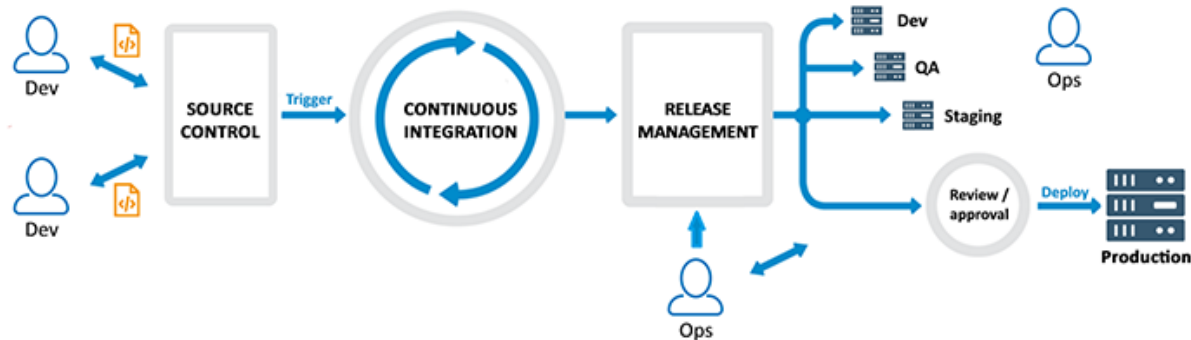 Dev
Dev
</>
</>
SOURCE
CONTROL
Trigger
CONTINUOUS
INTEGRATION
RELEASE
MANAGEMENT
Ops
Dev
QA
Staging
Ops
Review /
approval
Deploy
Production